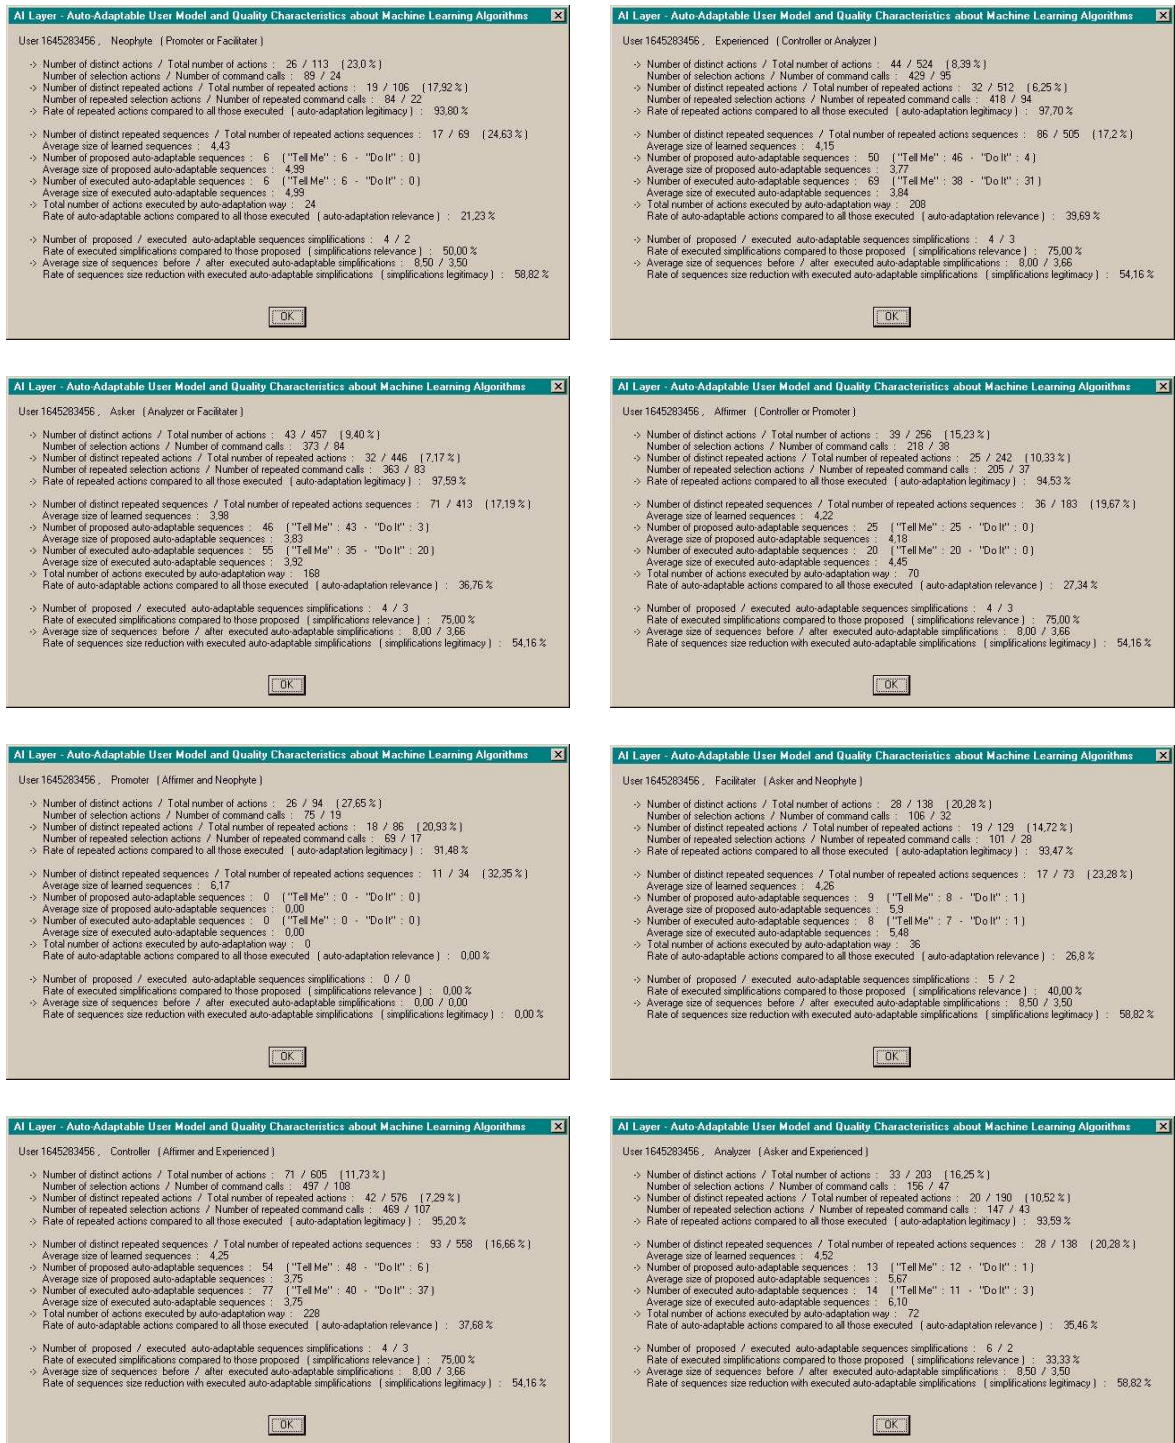 AI Layer - Auto-Adaptable User Model and Quality Characteristics about Machine Learning Algorithms
User 1645283456 , Neophyte ( Promoter or Facilitater )
-> Number of distinct actions / Total number of actions : 26 / 113 ( 23,0 % )
Number of selection actions / Number of command calls : 89 / 24
-> Number of distinct repeated actions / Total number of repeated actions : 19 / 106 ( 17,92 % )
Number of repeated selection actions / Number of repeated command calls : 84 / 22
-> Rate of repeated actions compared to all those executed ( auto-adaptation legitimacy ) : 93,80 %
-> Number of distinct repeated sequences / Total number of repeated actions sequences : 17 / 69 ( 24,63 % )
Average size of learned sequences : 4,43
-> Number of proposed auto-adaptable sequences : 6 ( "Tell Me" : 6 - "Do It" : 0 )
Average size of proposed auto-adaptable sequences : 4,99
-> Number of executed auto-adaptable sequences : 6 ( "Tell Me" : 6 - "Do It" : 0 )
Average size of executed auto-adaptable sequences : 4,99
-> Total number of actions executed by auto-adaptation way : 24
Rate of auto-adaptable actions compared to all those executed ( auto-adaptation relevance ) : 21,23 %
-> Number of proposed / executed auto-adaptable sequences simplifications : 4 / 2
Rate of executed simplifications compared to those proposed ( simplifications relevance ) : 50,00 %
-> Average size of sequences before / after executed auto-adaptable simplifications : 8,50 / 3,50
Rate of sequences size reduction with executed auto-adaptable simplifications ( simplifications legitimacy ) : 58,82 %
OK
AI Layer - Auto-Adaptable User Model and Quality Characteristics about Machine Learning Algorithms
User 1645283456 , Experienced ( Controller or Analyzer )
-> Number of distinct actions / Total number of actions : 44 / 524 ( 8,39 % )
Number of selection actions / Number of command calls : 429 / 95
-> Number of distinct repeated actions / Total number of repeated actions : 32 / 512 ( 6,25 % )
Number of repeated selection actions / Number of repeated command calls : 418 / 94
-> Rate of repeated actions compared to all those executed ( auto-adaptation legitimacy ) : 97,70 %
-> Number of distinct repeated sequences / Total number of repeated actions sequences : 86 / 505 ( 17,2 % )
Average size of learned sequences : 4,15
-> Number of proposed auto-adaptable sequences : 50 ( "Tell Me" : 46 - "Do It" : 4 )
Average size of proposed auto-adaptable sequences : 3,77
-> Number of executed auto-adaptable sequences : 69 ( "Tell Me" : 38 - "Do It" : 31 )
Average size of executed auto-adaptable sequences : 3,84
-> Total number of actions executed by auto-adaptation way : 208
Rate of auto-adaptable actions compared to all those executed ( auto-adaptation relevance ) : 39,69 %
-> Number of proposed / executed auto-adaptable sequences simplifications : 4 / 3
Rate of executed simplifications compared to those proposed ( simplifications relevance ) : 75,00 %
-> Average size of sequences before / after executed auto-adaptable simplifications : 8,00 / 3,66
Rate of sequences size reduction with executed auto-adaptable simplifications ( simplifications legitimacy ) : 54,16 %
OK
AI Layer - Auto-Adaptable User Model and Quality Characteristics about Machine Learning Algorithms
User 1645283456 , Asker ( Analyzer or Facilitater )
-> Number of distinct actions / Total number of actions : 43 / 457 ( 9,40 % )
Number of selection actions / Number of command calls : 373 / 84
-> Number of distinct repeated actions / Total number of repeated actions : 32 / 446 ( 7,17 % )
Number of repeated selection actions / Number of repeated command calls : 363 / 83
-> Rate of repeated actions compared to all those executed ( auto-adaptation legitimacy ) : 97,59 %
-> Number of distinct repeated sequences / Total number of repeated actions sequences : 71 / 413 ( 17,19 % )
Average size of learned sequences : 3,98
-> Number of proposed auto-adaptable sequences : 46 ( "Tell Me" : 43 - "Do It" : 3 )
Average size of proposed auto-adaptable sequences : 3,83
-> Number of executed auto-adaptable sequences : 55 ( "Tell Me" : 35 - "Do It" : 20 )
Average size of executed auto-adaptable sequences : 3,92
-> Total number of actions executed by auto-adaptation way : 168
Rate of auto-adaptable actions compared to all those executed ( auto-adaptation relevance ) : 36,76 %
-> Number of proposed / executed auto-adaptable sequences simplifications : 4 / 3
Rate of executed simplifications compared to those proposed ( simplifications relevance ) : 75,00 %
-> Average size of sequences before / after executed auto-adaptable simplifications : 8,00 / 3,66
Rate of sequences size reduction with executed auto-adaptable simplifications ( simplifications legitimacy ) : 54,16 %
OK
AI Layer - Auto-Adaptable User Model and Quality Characteristics about Machine Learning Algorithms
User 1645283456 , Affirmer ( Controller or Promoter )
-> Number of distinct actions / Total number of actions : 39 / 256 ( 15,23 % )
Number of selection actions / Number of command calls : 218 / 38
-> Number of distinct repeated actions / Total number of repeated actions : 25 / 242 ( 10,33 % )
Number of repeated selection actions / Number of repeated command calls : 205 / 37
-> Rate of repeated actions compared to all those executed ( auto-adaptation legitimacy ) : 94,53 %
-> Number of distinct repeated sequences / Total number of repeated actions sequences : 36 / 183 ( 19,67 % )
Average size of learned sequences : 4,22
-> Number of proposed auto-adaptable sequences : 25 ( "Tell Me" : 25 - "Do It" : 0 )
Average size of proposed auto-adaptable sequences : 4,18
-> Number of executed auto-adaptable sequences : 20 ( "Tell Me" : 20 - "Do It" : 0 )
Average size of executed auto-adaptable sequences : 4,45
-> Total number of actions executed by auto-adaptation way : 70
Rate of auto-adaptable actions compared to all those executed ( auto-adaptation relevance ) : 27,34 %
-> Number of proposed / executed auto-adaptable sequences simplifications : 4 / 3
Rate of executed simplifications compared to those proposed ( simplifications relevance ) : 75,00 %
-> Average size of sequences before / after executed auto-adaptable simplifications : 8,00 / 3,66
Rate of sequences size reduction with executed auto-adaptable simplifications ( simplifications legitimacy ) : 54,16 %
OK
AI Layer - Auto-Adaptable User Model and Quality Characteristics about Machine Learning Algorithms
User 1645283456 , Promoter ( Affirmer and Neophyte )
-> Number of distinct actions / Total number of actions : 26 / 94 ( 27,65 % )
Number of selection actions / Number of command calls : 75 / 19
-> Number of distinct repeated actions / Total number of repeated actions : 18 / 86 ( 20,93 % )
Number of repeated selection actions / Number of repeated command calls : 69 / 17
-> Rate of repeated actions compared to all those executed ( auto-adaptation legitimacy ) : 91,48 %
-> Number of distinct repeated sequences / Total number of repeated actions sequences : 11 / 34 ( 32,35 % )
Average size of learned sequences : 6,17
-> Number of proposed auto-adaptable sequences : 0 ( "Tell Me" : 0 - "Do It" : 0 )
Average size of proposed auto-adaptable sequences : 0,00
-> Number of executed auto-adaptable sequences : 0 ( "Tell Me" : 0 - "Do It" : 0 )
Average size of executed auto-adaptable sequences : 0,00
-> Total number of actions executed by auto-adaptation way : 0
Rate of auto-adaptable actions compared to all those executed ( auto-adaptation relevance ) : 0,00 %
-> Number of proposed / executed auto-adaptable sequences simplifications : 0 / 0
Rate of executed simplifications compared to those proposed ( simplifications relevance ) : 0,00 %
-> Average size of sequences before / after executed auto-adaptable simplifications : 0,00 / 0,00
Rate of sequences size reduction with executed auto-adaptable simplifications ( simplifications legitimacy ) : 0,00 %
OK
AI Layer - Auto-Adaptable User Model and Quality Characteristics about Machine Learning Algorithms
User 1645283456 , Facilitater ( Asker and Neophyte )
-> Number of distinct actions / Total number of actions : 28 / 138 ( 20,28 % )
Number of selection actions / Number of command calls : 106 / 32
-> Number of distinct repeated actions / Total number of repeated actions : 19 / 129 ( 14,72 % )
Number of repeated selection actions / Number of repeated command calls : 101 / 28
-> Rate of repeated actions compared to all those executed ( auto-adaptation legitimacy ) : 93,47 %
-> Number of distinct repeated sequences / Total number of repeated actions sequences : 17 / 73 ( 23,28 % )
Average size of learned sequences : 4,26
-> Number of proposed auto-adaptable sequences : 9 ( "Tell Me" : 8 - "Do It" : 1 )
Average size of proposed auto-adaptable sequences : 5,9
-> Number of executed auto-adaptable sequences : 8 ( "Tell Me" : 7 - "Do It" : 1 )
Average size of executed auto-adaptable sequences : 5,48
-> Total number of actions executed by auto-adaptation way : 36
Rate of auto-adaptable actions compared to all those executed ( auto-adaptation relevance ) : 26,8 %
-> Number of proposed / executed auto-adaptable sequences simplifications : 5 / 2
Rate of executed simplifications compared to those proposed ( simplifications relevance ) : 40,00 %
-> Average size of sequences before / after executed auto-adaptable simplifications : 8,50 / 3,50
Rate of sequences size reduction with executed auto-adaptable simplifications ( simplifications legitimacy ) : 58,82 %
OK
AI Layer - Auto-Adaptable User Model and Quality Characteristics about Machine Learning Algorithms
User 1645283456 , Controller ( Affirmer and Experienced )
-> Number of distinct actions / Total number of actions : 71 / 605 ( 11,73 % )
Number of selection actions / Number of command calls : 497 / 108
-> Number of distinct repeated actions / Total number of repeated actions : 42 / 576 ( 7,29 % )
Number of repeated selection actions / Number of repeated command calls : 469 / 107
-> Rate of repeated actions compared to all those executed ( auto-adaptation legitimacy ) : 95,20 %
-> Number of distinct repeated sequences / Total number of repeated actions sequences : 93 / 558 ( 16,66 % )
Average size of learned sequences : 4,25
-> Number of proposed auto-adaptable sequences : 54 ( "Tell Me" : 48 - "Do It" : 6 )
Average size of proposed auto-adaptable sequences : 3,75
-> Number of executed auto-adaptable sequences : 77 ( "Tell Me" : 40 - "Do It" : 37 )
Average size of executed auto-adaptable sequences : 3,75
-> Total number of actions executed by auto-adaptation way : 228
Rate of auto-adaptable actions compared to all those executed ( auto-adaptation relevance ) : 37,68 %
-> Number of proposed / executed auto-adaptable sequences simplifications : 4 / 3
Rate of executed simplifications compared to those proposed ( simplifications relevance ) : 75,00 %
-> Average size of sequences before / after executed auto-adaptable simplifications : 8,00 / 3,66
Rate of sequences size reduction with executed auto-adaptable simplifications ( simplifications legitimacy ) : 54,16 %
OK
AI Layer - Auto-Adaptable User Model and Quality Characteristics about Machine Learning Algorithms
User 1645283456 , Analyzer ( Asker and Experienced )
-> Number of distinct actions / Total number of actions : 33 / 203 ( 16,25 % )
Number of selection actions / Number of command calls : 156 / 47
-> Number of distinct repeated actions / Total number of repeated actions : 20 / 190 ( 10,52 % )
Number of repeated selection actions / Number of repeated command calls : 147 / 43
-> Rate of repeated actions compared to all those executed ( auto-adaptation legitimacy ) : 93,59 %
-> Number of distinct repeated sequences / Total number of repeated actions sequences : 28 / 138 ( 20,28 % )
Average size of learned sequences : 4,52
-> Number of proposed auto-adaptable sequences : 13 ( "Tell Me" : 12 - "Do It" : 1 )
Average size of proposed auto-adaptable sequences : 5,67
-> Number of executed auto-adaptable sequences : 14 ( "Tell Me" : 11 - "Do It" : 3 )
Average size of executed auto-adaptable sequences : 6,10
-> Total number of actions executed by auto-adaptation way : 72
Rate of auto-adaptable actions compared to all those executed ( auto-adaptation relevance ) : 35,46 %
-> Number of proposed / executed auto-adaptable sequences simplifications : 6 / 2
Rate of executed simplifications compared to those proposed ( simplifications relevance ) : 33,33 %
-> Average size of sequences before / after executed auto-adaptable simplifications : 8,50 / 3,50
Rate of sequences size reduction with executed auto-adaptable simplifications ( simplifications legitimacy ) : 58,82 %
OK